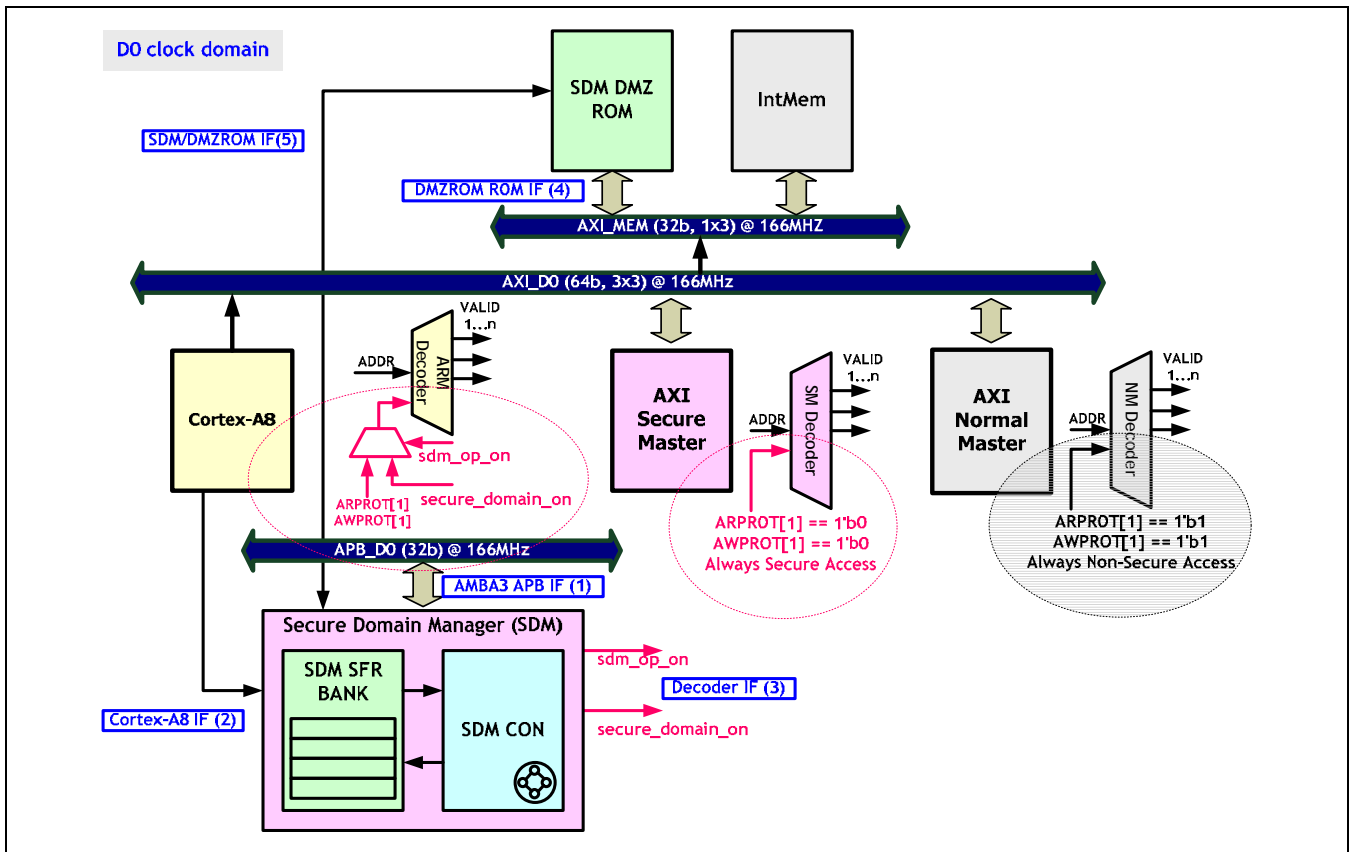 D0 clock domain
SDM DMZ
ROM
IntMem
SDM/DMZROM IF(5)
DMZROM ROM IF (4)
AXI_MEM (32b, 1x3) @ 166MHZ
AXI_D0 (64b, 3x3) @ 166MHz
Cortex-A8
ADDR
ARM
Decoder
VALID
1...n
sdm_op_on
secure_domain_on
ARPROT[1]
AWPROT[1]
AXI
Secure
Master
ADDR
SM Decoder
VALID
1...n
ARPROT[1] == 1'b0
AWPROT[1] == 1'b0
Always Secure Access
AXI
Normal
Master
ADDR
NM Decoder
VALID
1...n
ARPROT[1] == 1'b1
AWPROT[1] == 1'b1
Always Non-Secure Access
APB_D0 (32b) @ 166MHz
AMBA3 APB IF (1)
Secure Domain Manager (SDM)
SDM SFR
BANK
SDM CON
sdm_op_on
Decoder IF (3)
secure_domain_on
Cortex-A8 IF (2)